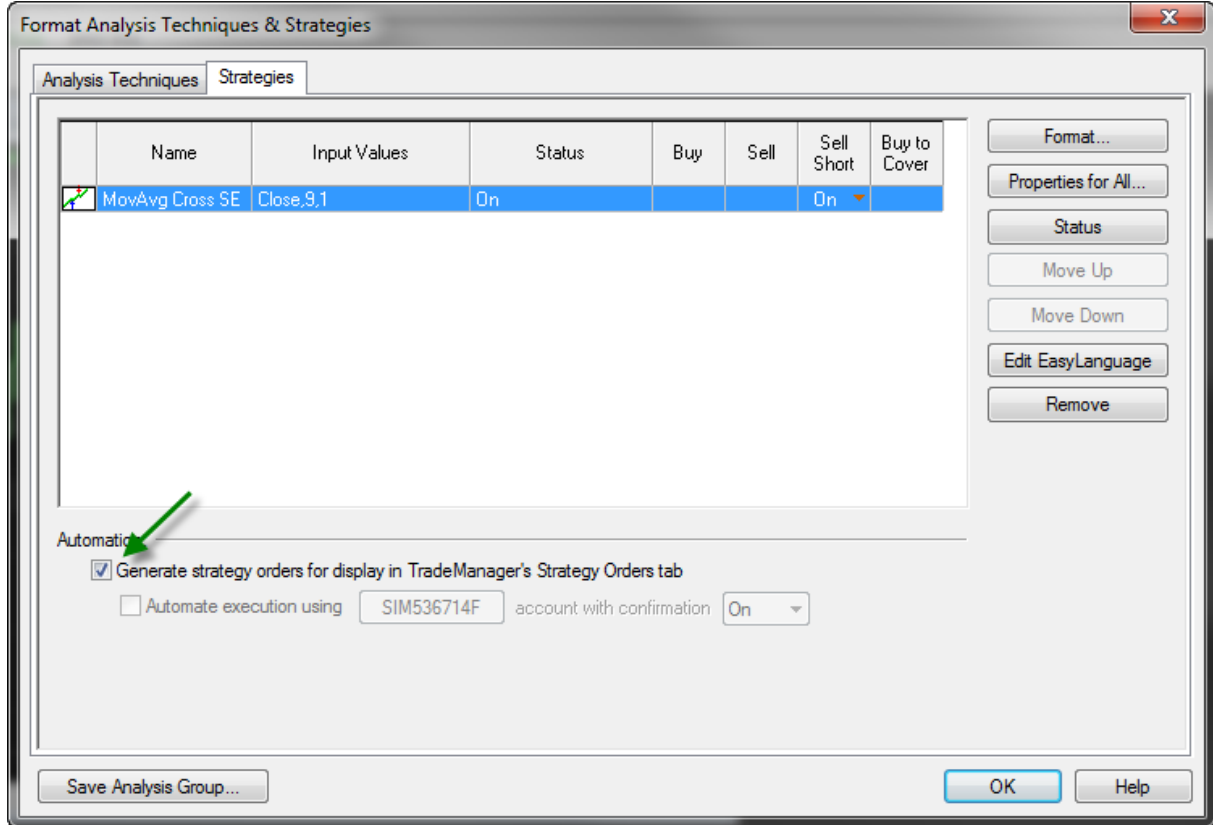 Format Analysis Techniques & Strategies
Analysis Techniques
Strategies
Name
Input Values
Status
Buy
Sell
Sell
Short
Buy to
Cover
MovAvg Cross SE
Close,9,1
On
On
Format...
Properties for All...
Status
Move Up
Move Down
Edit EasyLanguage
Remove
Automation
Generate strategy orders for display in TradeManager's Strategy Orders tab
Automate execution using
SIM536714F
account with confirmation
On
Save Analysis Group...
OK
Help